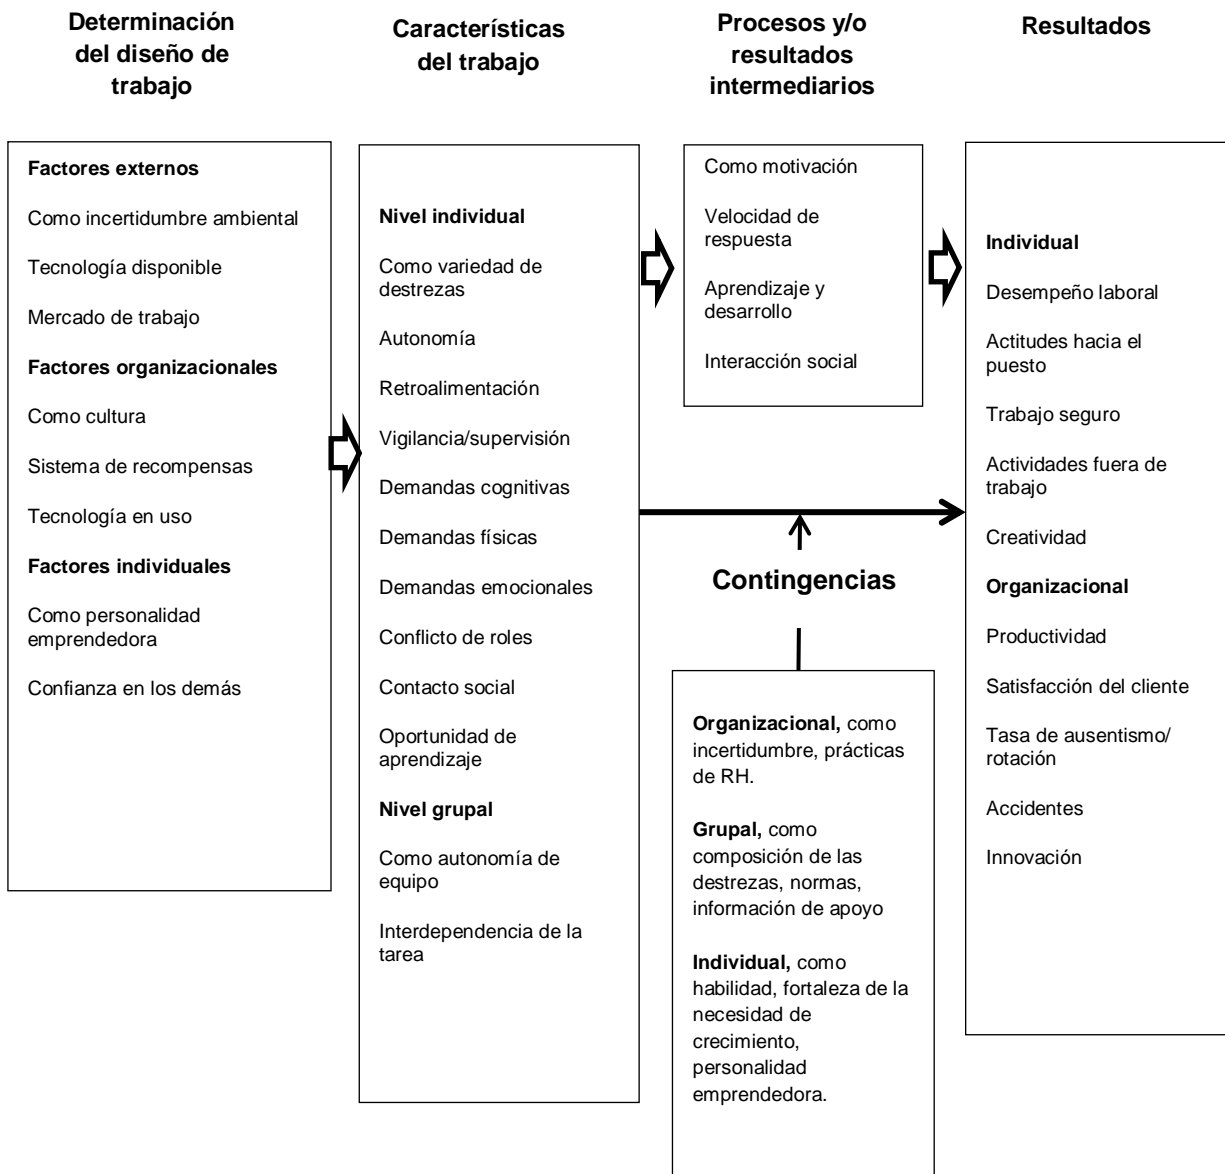 Determinación
del diseño de
trabajo
Características
del trabajo
Procesos y/o
resultados
intermediarios
Resultados
Factores externos
Como incertidumbre ambiental
Tecnología disponible
Mercado de trabajo
Factores organizacionales
Como cultura
Sistema de recompensas
Tecnología en uso
Factores individuales
Como personalidad
emprendedora
Confianza en los demás
Nivel individual
Como variedad de
destrezas
Autonomía
Retroalimentación
Vigilancia/supervisión
Demandas cognitivas
Demandas físicas
Demandas emocionales
Conflicto de roles
Contacto social
Oportunidad de
aprendizaje
Nivel grupal
Como autonomía de
equipo
Interdependencia de la
tarea
Como motivación
Velocidad de
respuesta
Aprendizaje y
desarrollo
Interacción social
Contingencias
Organizacional, como
incertidumbre, prácticas
de RH.
Grupal, como
composición de las
destrezas, normas,
información de apoyo
Individual, como
habilidad, fortaleza de la
necesidad de
crecimiento,
personalidad
emprendedora.
Individual
Desempeño laboral
Actitudes hacia el
puesto
Trabajo seguro
Actividades fuera de
trabajo
Creatividad
Organizacional
Productividad
Satisfacción del cliente
Tasa de ausentismo/
rotación
Accidentes
Innovación